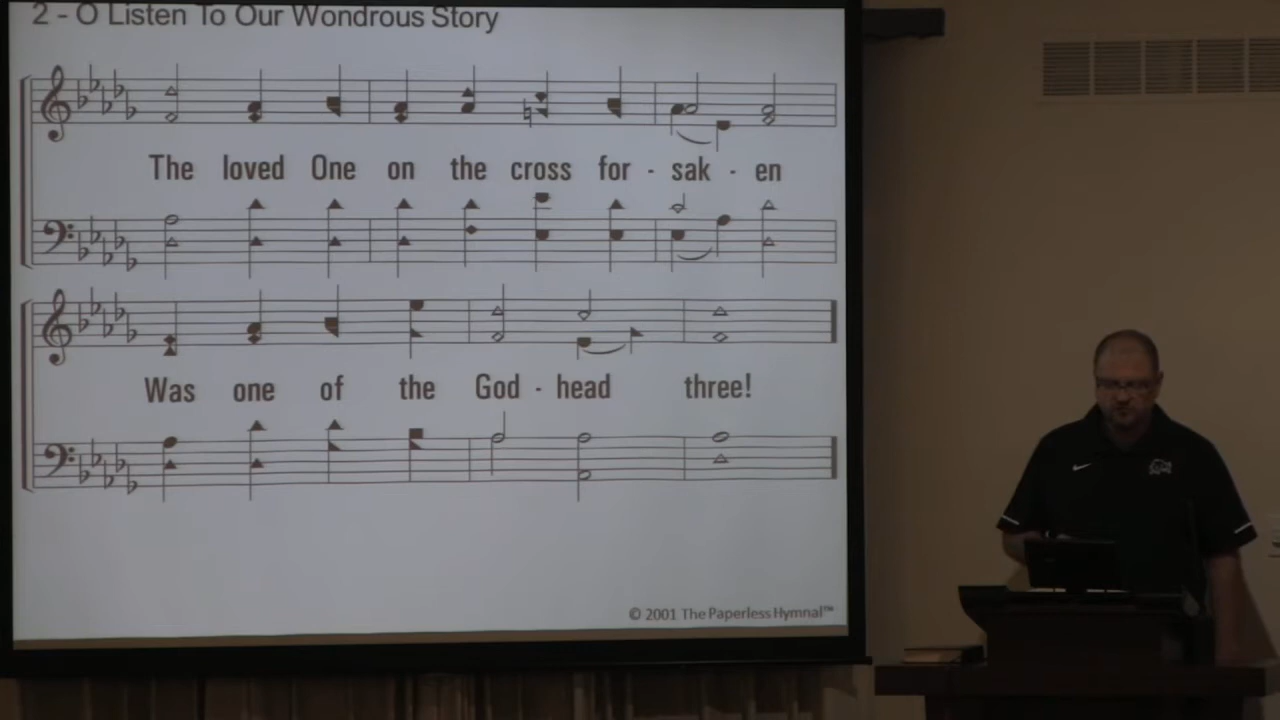 2 - O Listen To Our Wondrous Story
The loved One on the cross for - sak - en
Was one of the God - head three!
© 2001 The Paperless Hymnal™